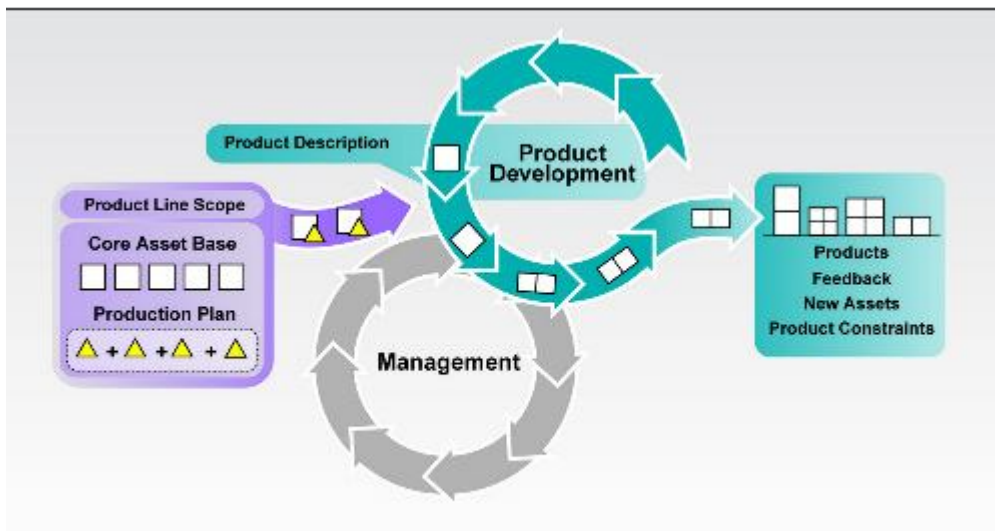 Product Description
Product
Development
Product Line Scope
Core Asset Base
Production Plan
+ + +
Management
Products
Feedback
New Assets
Product Constraints